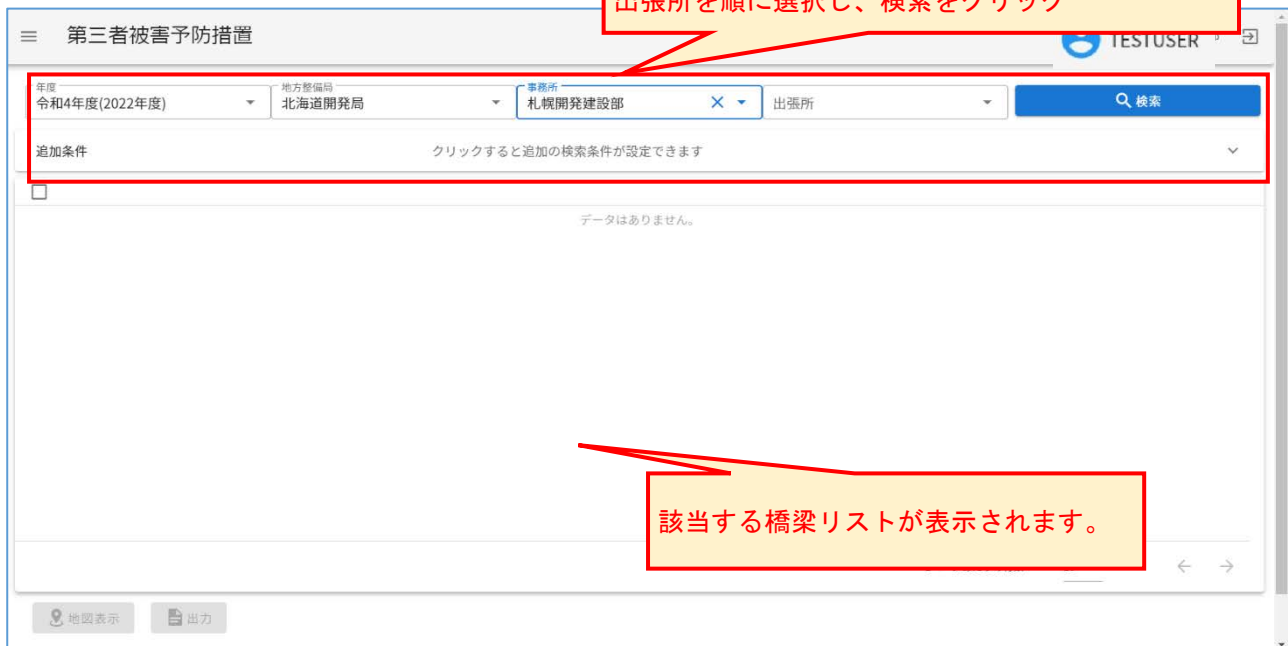 出張所を順に選択し、検索をクリック
第三者被害予防措置
TESTUSER
年度
令和4年度(2022年度)
地方整備局
北海道開発局
事務所
札幌開発建設部
出張所
検索
追加条件
クリックすると追加の検索条件が設定できます
データはありません。
該当する橋梁リストが表示されます。
地図表示
出力